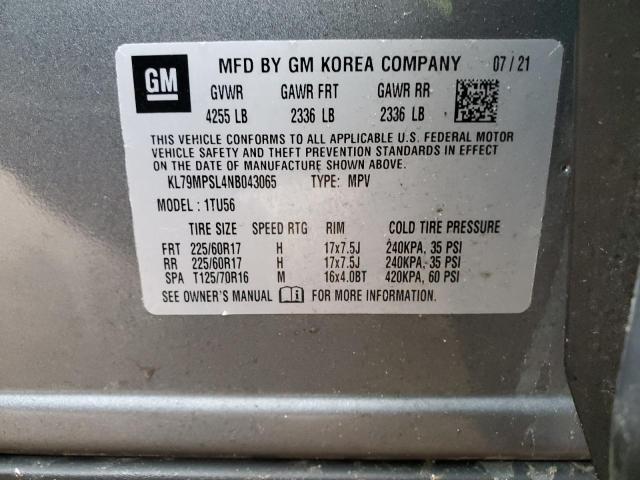 GM
MFD BY GM KOREA COMPANY 07/21
GVWR GAWR FRT GAWR RR
4255 LB 2336 LB 2336 LB
THIS VEHICLE CONFORMS TO ALL APPLICABLE U.S. FEDERAL MOTOR
VEHICLE SAFETY AND THEFT PREVENTION STANDARDS IN EFFECT
ON THE DATE OF MANUFACTURE SHOWN ABOVE.
KL79MPSL4NB043065 TYPE: MPV
MODEL: 1TU56
TIRE SIZE SPEED RTG RIM COLD TIRE PRESSURE
FRT 225/60R17 H 17x7.5J 240KPA, 35 PSI
RR 225/60R17 H 17x7.5J 240KPA, 35 PSI
SPA T125/70R16 M 16x4.0BT 420KPA, 60 PSI
SEE OWNER'S MANUAL FOR MORE INFORMATION.